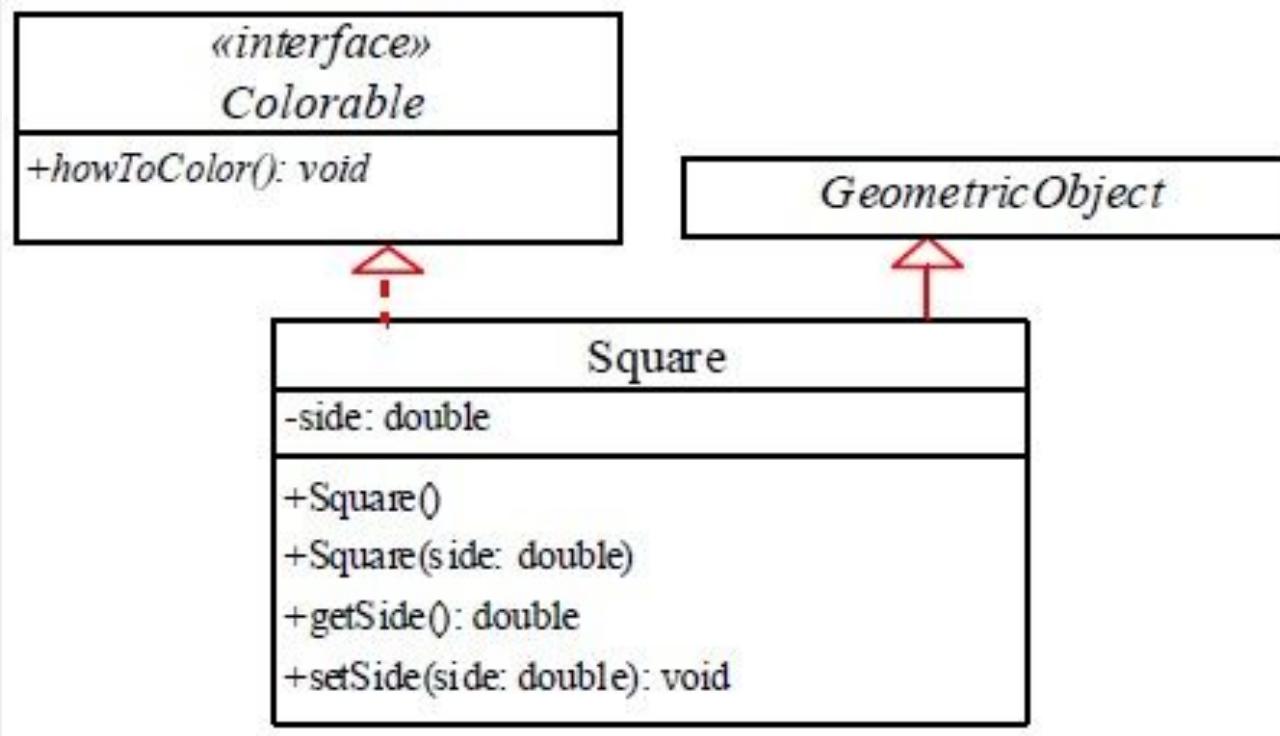 «interface»
Colorable
+howToColor(): void
GeometricObject
Square
-side: double
+Square()
+Square(side: double)
+getSide(): double
+setSide(side: double): void